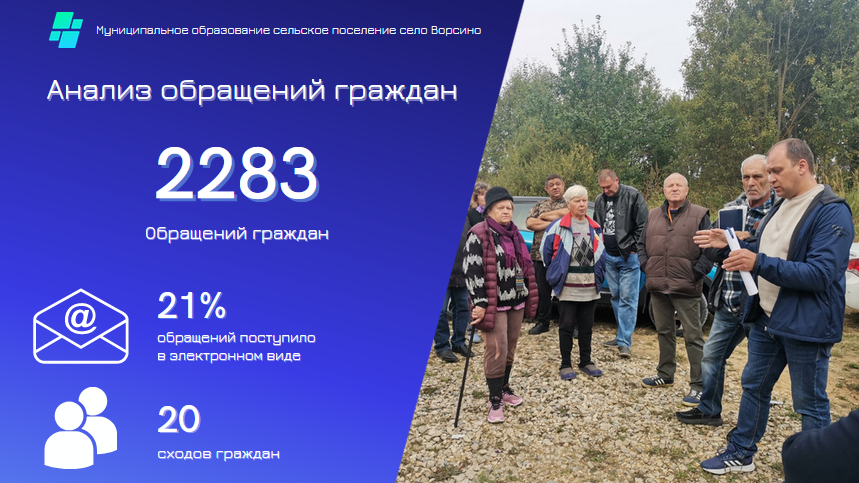 Муниципальное образование сельское поселение село Ворсино
Анализ обращений граждан
2283
Обращений граждан
21%
обращений поступило
в электронном виде
20
сходов граждан